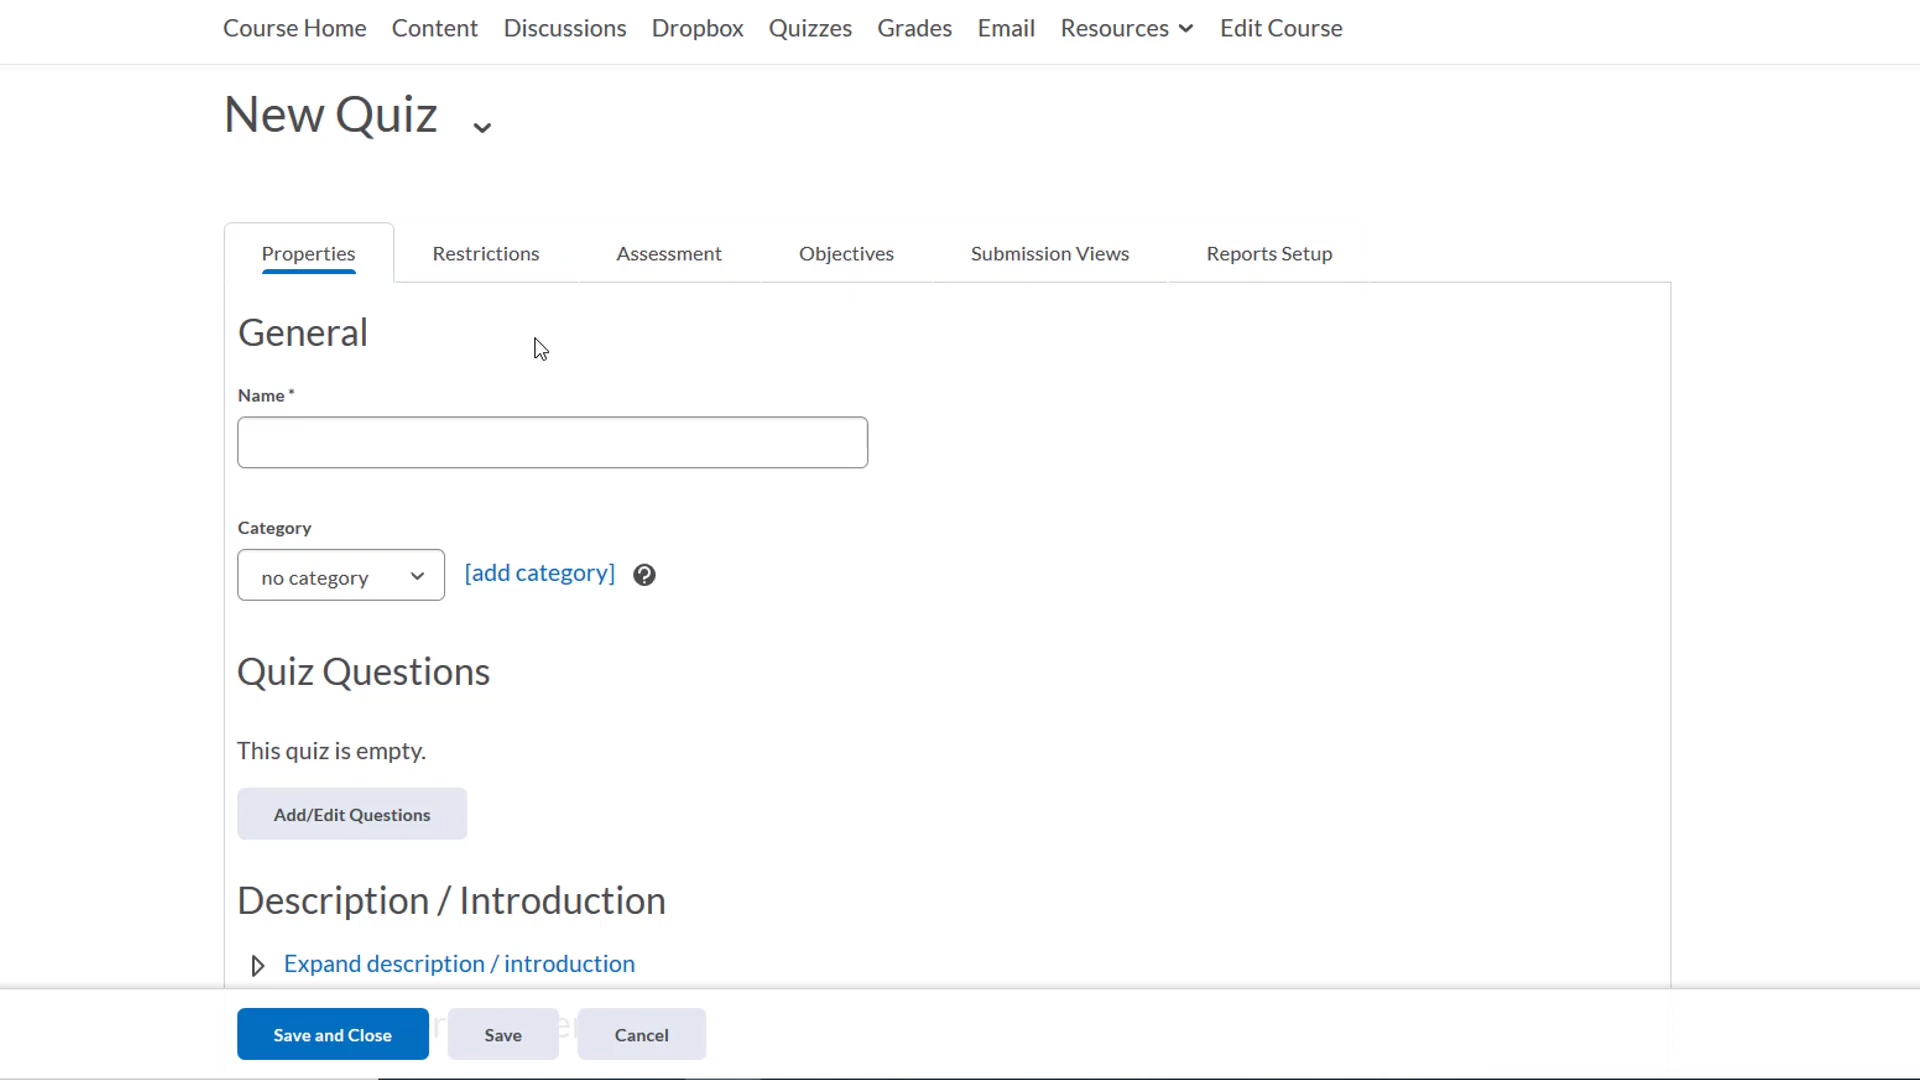 Course Home Content Discussions Dropbox Quizzes Grades Email Resources Edit Course
New Quiz
Properties Restrictions Assessment Objectives Submission Views Reports Setup
General
Name *
Category
no category [add category] ?
Quiz Questions
This quiz is empty.
Add/Edit Questions
Description / Introduction
Expand description / introduction
Save and Close Save Cancel